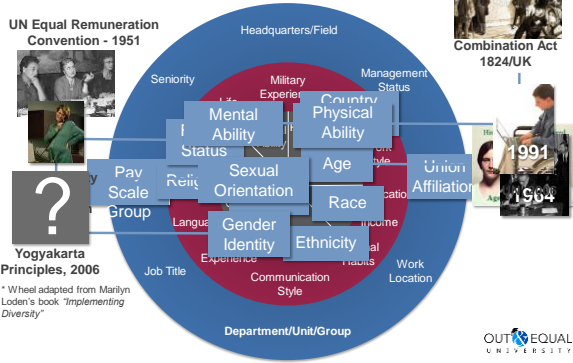 UN Equal Remuneration
Convention - 1951
Headquarters/Field
Combination Act
1824/UK
Seniority
Military
Experien
Management
Status
Country
Mental
Ability
Physical
Ability
Status
1991
Age
Pay
Scale
Group
Relig
Sexual
Orientation
Union
Affiliation
1964
?
Race
Income
Gender
Identity
Ethnicity
Habits
Experience
Yogyakarta
Principles, 2006
Job Title
Communication
Style
Work
Location
* Wheel adapted from Marilyn
Loden's book "Implementing
Diversity"
Department/Unit/Group
OUT & EQUAL
UNIVERSITY